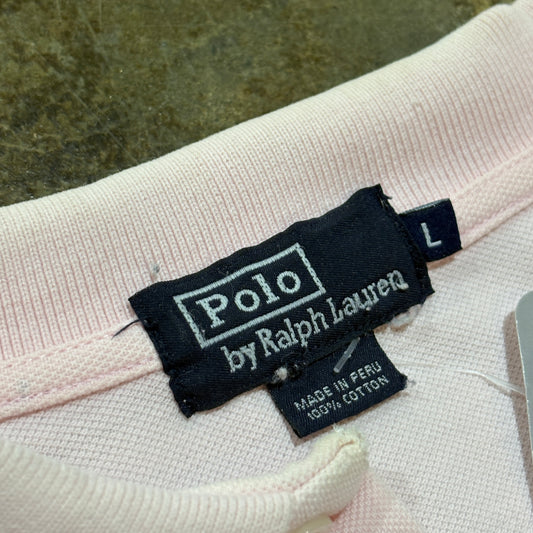 Polo
by Ralph Lauren
L
MADE IN PERU
100% COTTON